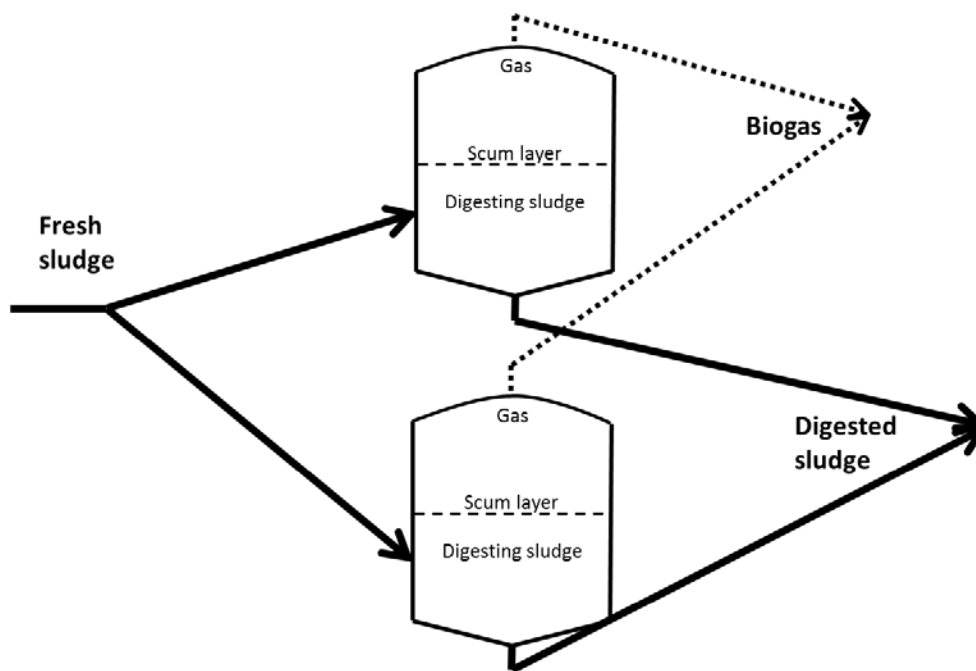 Gas
Biogas
Scum layer
Digesting sludge
Fresh
sludge
Gas
Digested
sludge
Scum layer
Digesting sludge